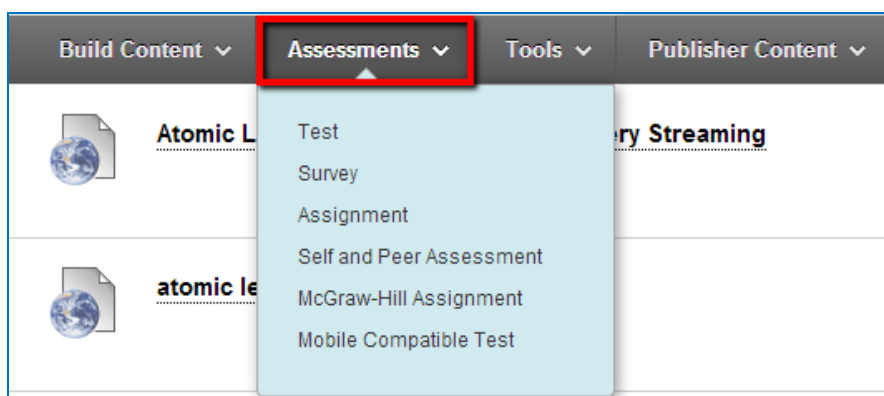 Build Content Assessments Tools Publisher Content
Atomic L ry Streaming
Test
Survey
Assignment
Self and Peer Assessment
atomic le
McGraw-Hill Assignment
Mobile Compatible Test